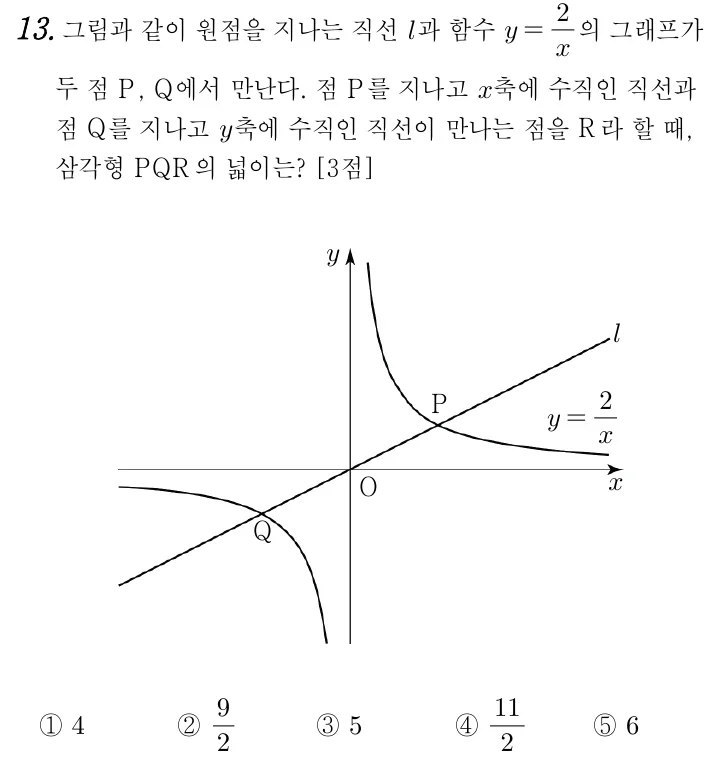 13. 그림과 같이 원점을 지나는 직선 l과 함수 y = 2/x 의 그래프가
두 점 P, Q에서 만난다. 점 P를 지나고 x축에 수직인 직선과
점 Q를 지나고 y축에 수직인 직선이 만나는 점을 R라 할 때,
삼각형 PQR의 넓이는? [3점]
y
l
P
y = 2/x
O
x
Q
① 4 ② 9/2 ③ 5 ④ 11/2 ⑤ 6